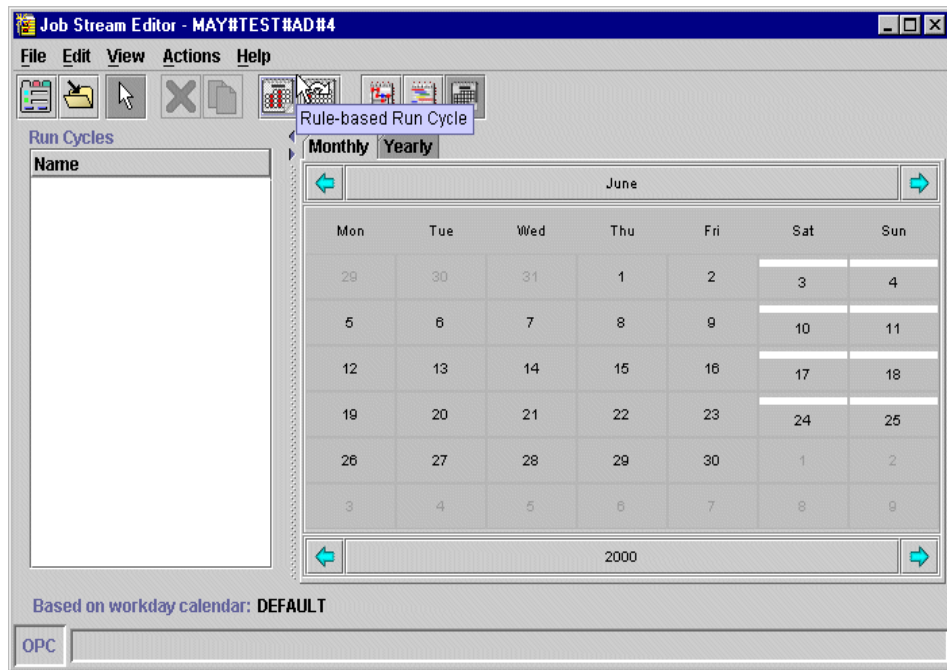 Job Stream Editor - MAY#TEST#AD#4
File Edit View Actions Help
Rule-based Run Cycle
Run Cycles
Name
Monthly Yearly
June
Mon Tue Wed Thu Fri Sat Sun
29 30 31 1 2 3 4
5 6 7 8 9 10 11
12 13 14 15 16 17 18
19 20 21 22 23 24 25
26 27 28 29 30 1 2
3 4 5 6 7 8 9
2000
Based on workday calendar: DEFAULT
OPC